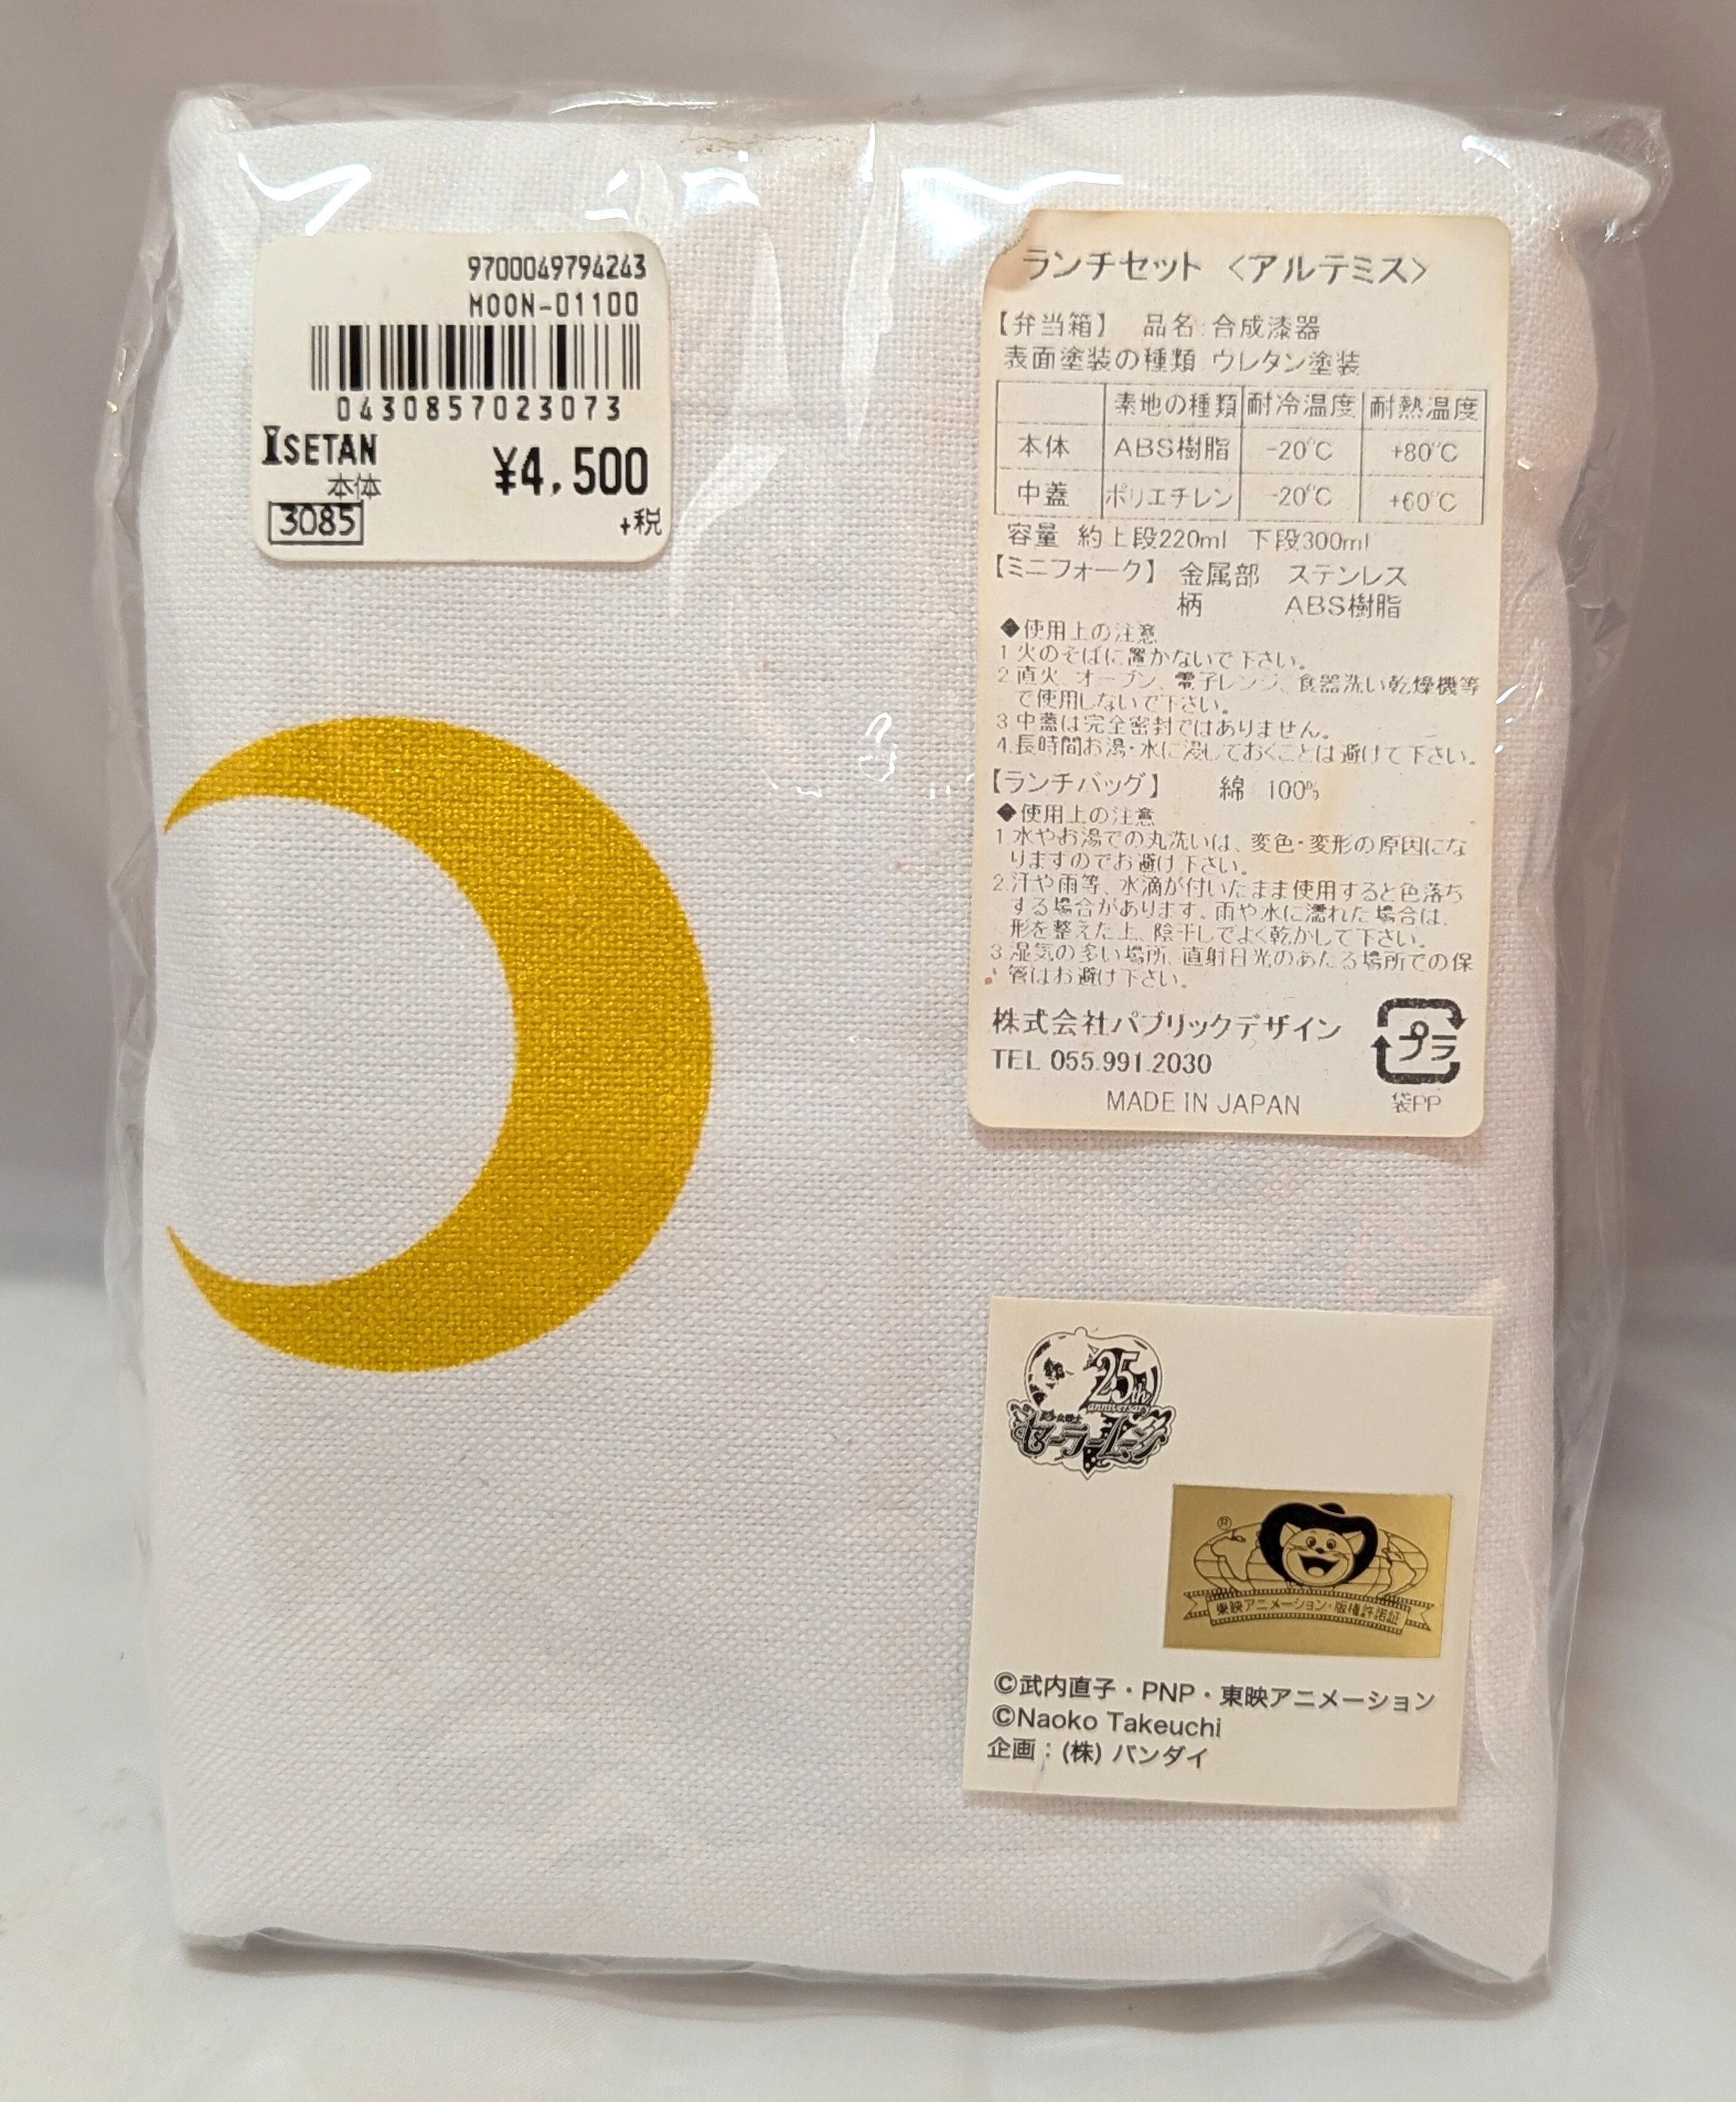 9700049794243
MOON-01100
0430857023073
ISETAN
本体
¥4,500
3085
+税
ランチセット 〈アルテミス〉
【弁当箱】 品名:合成漆器
表面塗装の種類 ウレタン塗装
素地の種類 耐冷温度 耐熱温度
本体 ABS樹脂 -20℃ +80℃
中蓋 ポリエチレン -20℃ +60℃
容量 約上段220ml 下段300ml
【ミニフォーク】 金属部 ステンレス
柄 ABS樹脂
◆使用上の注意
1 火のそばに置かないで下さい。
2 直火、オーブン、電子レンジ、食器洗い乾燥機等
で使用しないで下さい。
3 中蓋は完全密封ではありません。
4.長時間お湯・水に浸しておくことは避けて下さい。
【ランチバッグ】 綿 100%
◆使用上の注意
1 水やお湯での丸洗いは、変色・変形の原因にな
りますのでお避け下さい。
2.汗や雨等、水滴が付いたまま使用すると色落ち
する場合があります。雨や水に濡れた場合は、
形を整えた上、陰干しでよく乾かして下さい。
3.湿気の多い場所、直射日光のあたる場所での保
管はお避け下さい。
株式会社パブリックデザイン
TEL 055.991.2030
プラ
MADE IN JAPAN
袋PP
25th
anniversary
美少女戦士
セーラームーン
®
東映アニメーション・版権許諾証
©武内直子・PNP・東映アニメーション
©Naoko Takeuchi
企画:(株) バンダイ